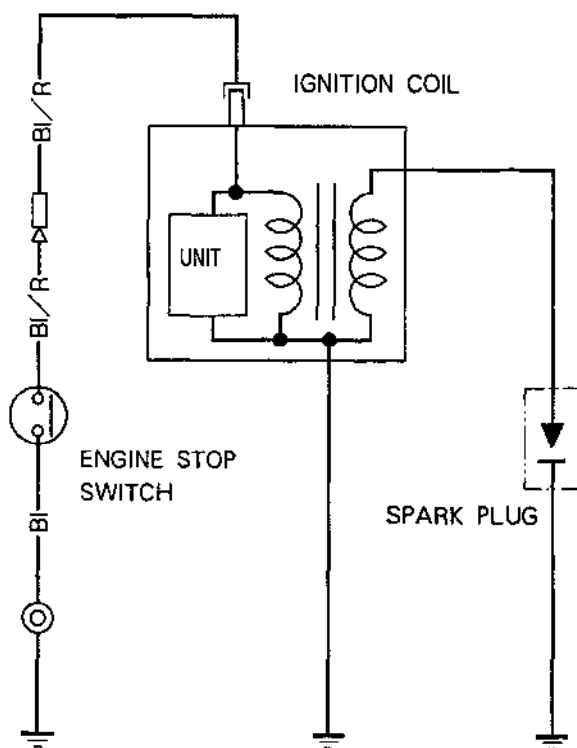 Bl/R
IGNITION COIL
UNIT
Bl/R
ENGINE STOP
SWITCH
SPARK PLUG
Bl